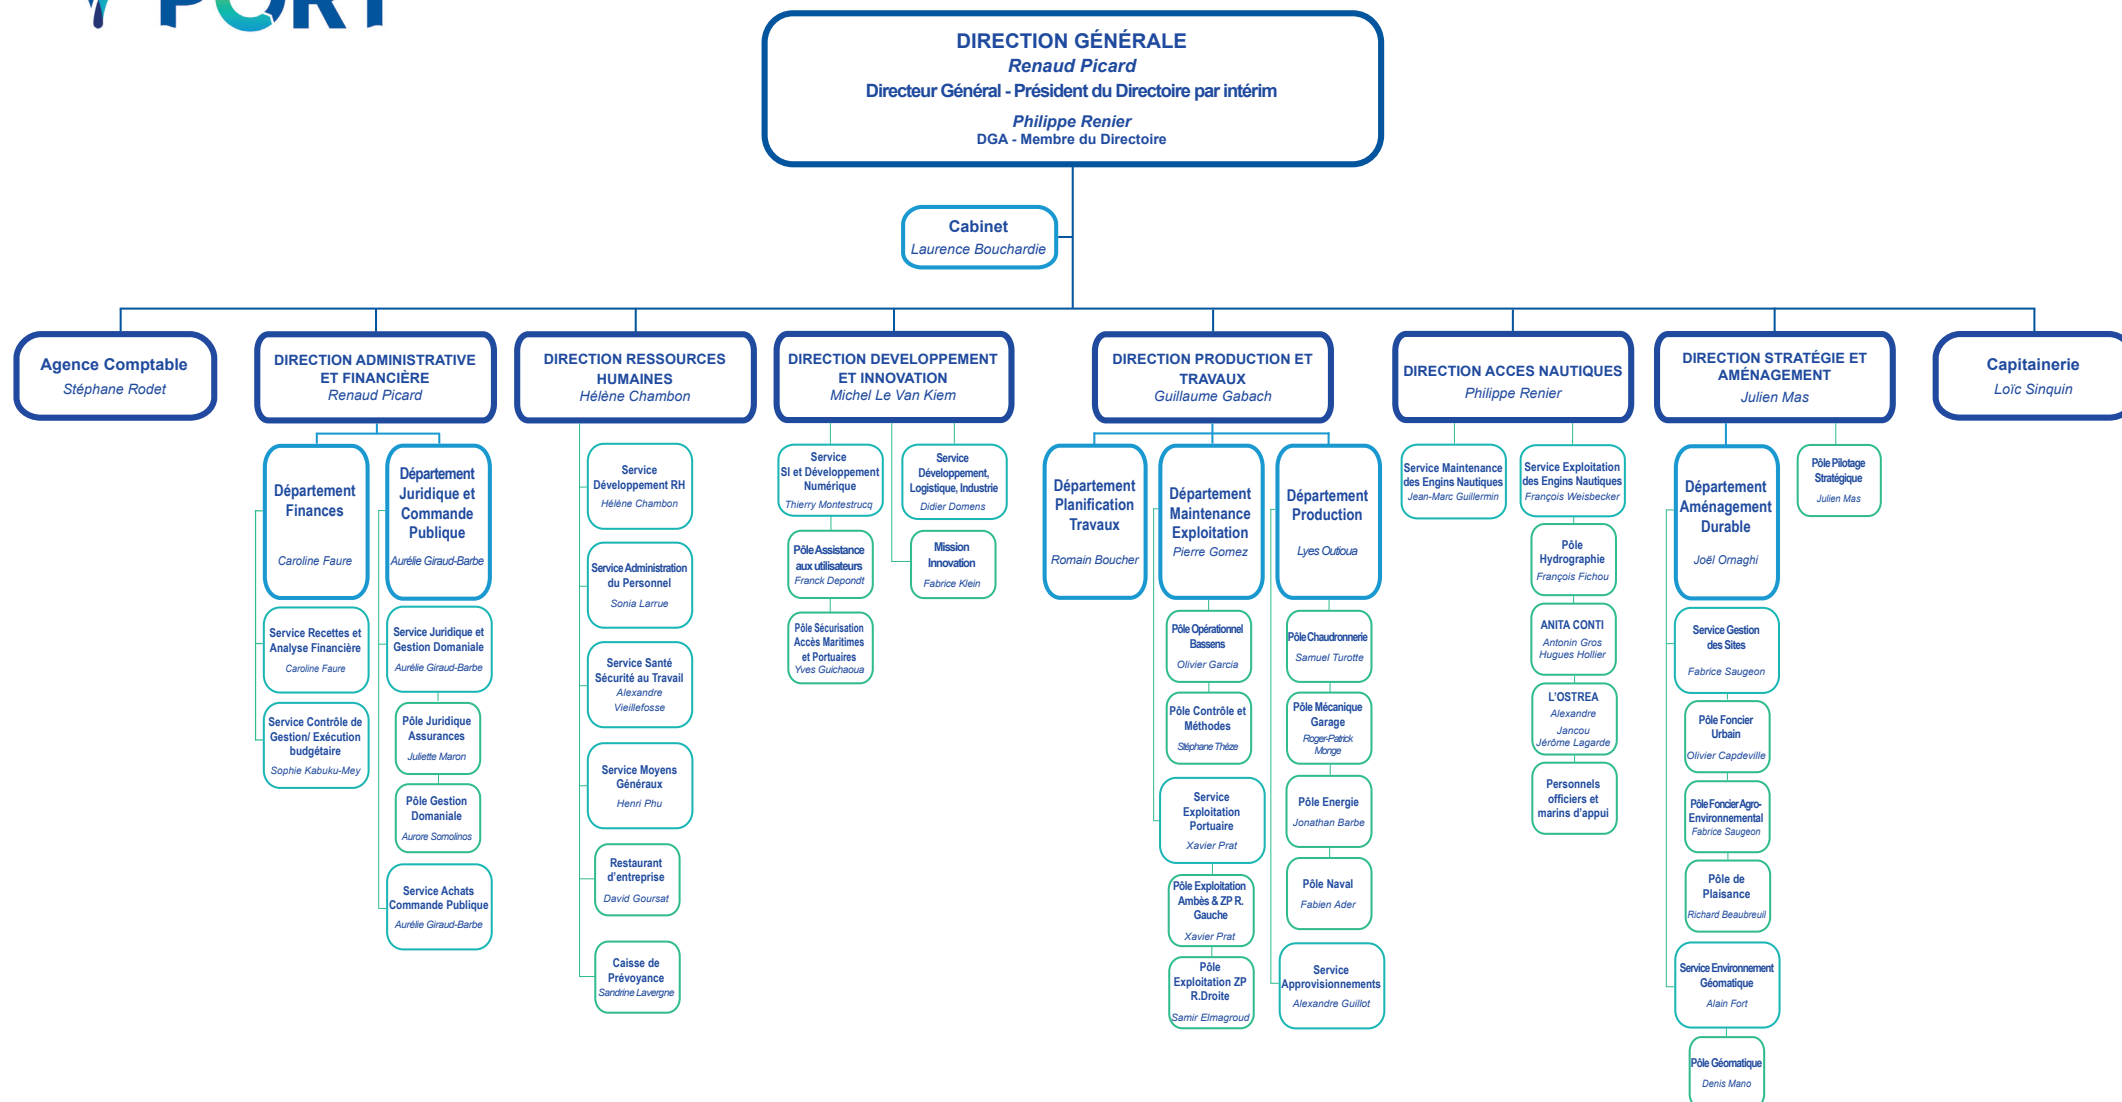 PORT
DIRECTION GÉNÉRALE
Renaud Picard
Directeur Général - Président du Directoire par intérim
Philippe Renier
DGA - Membre du Directoire
Cabinet
Laurence Bouchardie
Agence Comptable
Stéphane Rodet
DIRECTION ADMINISTRATIVE
ET FINANCIÈRE
Renaud Picard
DIRECTION RESSOURCES
HUMAINES
Hélène Chambon
DIRECTION DEVELOPPEMENT
ET INNOVATION
Michel Le Van Kiem
DIRECTION PRODUCTION ET
TRAVAUX
Guillaume Gabach
DIRECTION ACCES NAUTIQUES
Philippe Renier
DIRECTION STRATÉGIE ET
AMÉNAGEMENT
Julien Mas
Capitainerie
Loïc Sinquin
Département
Finances
Caroline Faure
Service Recettes et
Analyse Financière
Caroline Faure
Service Contrôle de
Gestion/ Exécution
budgétaire
Sophie Kabuku-Mey
Département
Juridique et
Commande
Publique
Aurélie Giraud-Barbe
Service Juridique et
Gestion Domaniale
Aurélie Giraud-Barbe
Pôle Juridique
Assurances
Juliette Maron
Pôle Gestion
Domaniale
Aurore Somolinos
Service Achats
Commande Publique
Aurélie Giraud-Barbe
Service
Développement RH
Hélène Chambon
Service Administration
du Personnel
Sonia Larrue
Service Santé
Sécurité au Travail
Alexandre
Vieillefosse
Service Moyens
Généraux
Henri Phu
Restaurant
d'entreprise
David Goursat
Caisse de
Prévoyance
Sandrine Lavergne
Service
SI et Développement
Numérique
Thierry Montestrucq
Pôle Assistance
aux utilisateurs
Franck Depondt
Pôle Sécurisation
Accès Maritimes
et Portuaires
Yves Guichaoua
Service
Développement,
Logistique, Industrie
Didier Domens
Mission
Innovation
Fabrice Klein
Département
Planification
Travaux
Romain Boucher
Département
Maintenance
Exploitation
Pierre Gomez
Pôle Opérationnel
Bassens
Olivier Garcia
Pôle Contrôle et
Méthodes
Stéphane Thèze
Service
Exploitation
Portuaire
Xavier Prat
Pôle Exploitation
Ambès & ZP R.
Gauche
Xavier Prat
Pôle
Exploitation ZP
R.Droite
Samir Elmagroud
Département
Production
Lyes Outioua
Pôle Chaudronnerie
Samuel Turotte
Pôle Mécanique
Garage
Roger-Patrick
Monge
Pôle Energie
Jonathan Barbe
Pôle Naval
Fabien Ader
Service
Approvisionnements
Alexandre Guillot
Service Maintenance
des Engins Nautiques
Jean-Marc Guillermin
Service Exploitation
des Engins Nautiques
François Weisbecker
Pôle
Hydrographie
François Fichou
ANITA CONTI
Antonin Gros
Hugues Hollier
L'OSTREA
Alexandre
Jancou
Jérôme Lagarde
Personnels
officiers et
marins d'appui
Département
Aménagement
Durable
Joël Ornaghi
Service Gestion
des Sites
Fabrice Saugeon
Pôle Foncier
Urbain
Olivier Capdeville
Pôle Foncier Agro-
Environnemental
Fabrice Saugeon
Pôle de
Plaisance
Richard Beaubreuil
Service Environnement
Géomatique
Alain Fort
Pôle Géomatique
Denis Mano
Pôle Pilotage
Stratégique
Julien Mas